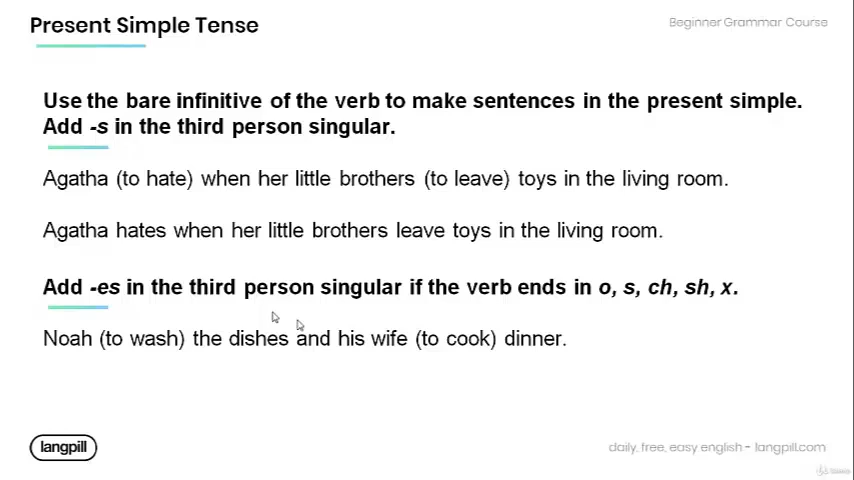 Present Simple Tense
Beginner Grammar Course
Use the bare infinitive of the verb to make sentences in the present simple.
Add -s in the third person singular.
Agatha (to hate) when her little brothers (to leave) toys in the living room.
Agatha hates when her little brothers leave toys in the living room.
Add -es in the third person singular if the verb ends in o, s, ch, sh, x.
Noah (to wash) the dishes and his wife (to cook) dinner.
langpill
daily, free, easy english - langpill.com